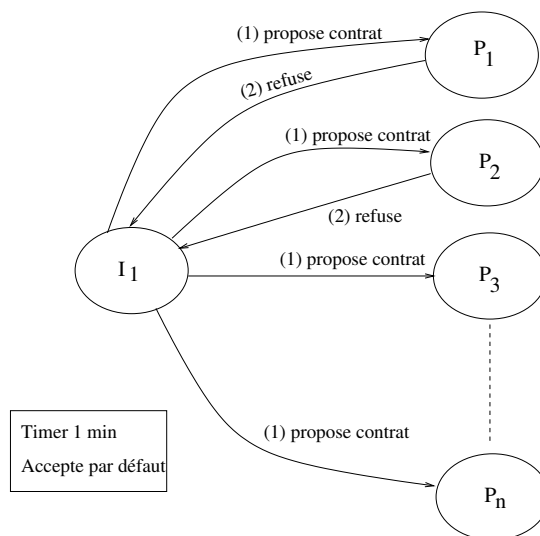 (1) propose contrat
P1
(2) refuse
(1) propose contrat
P2
(2) refuse
I1
(1) propose contrat
P3
Timer 1 min
Accepte par défaut
(1) propose contrat
Pn